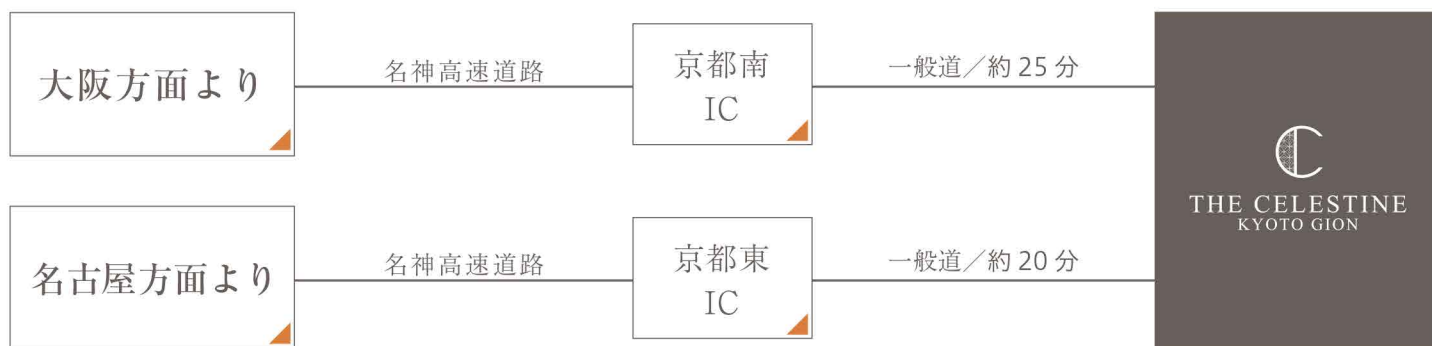 大阪方面より
名神高速道路
京都南
IC
一般道／約 25 分
名古屋方面より
名神高速道路
京都東
IC
一般道／約 20 分
THE CELESTINE
KYOTO GION